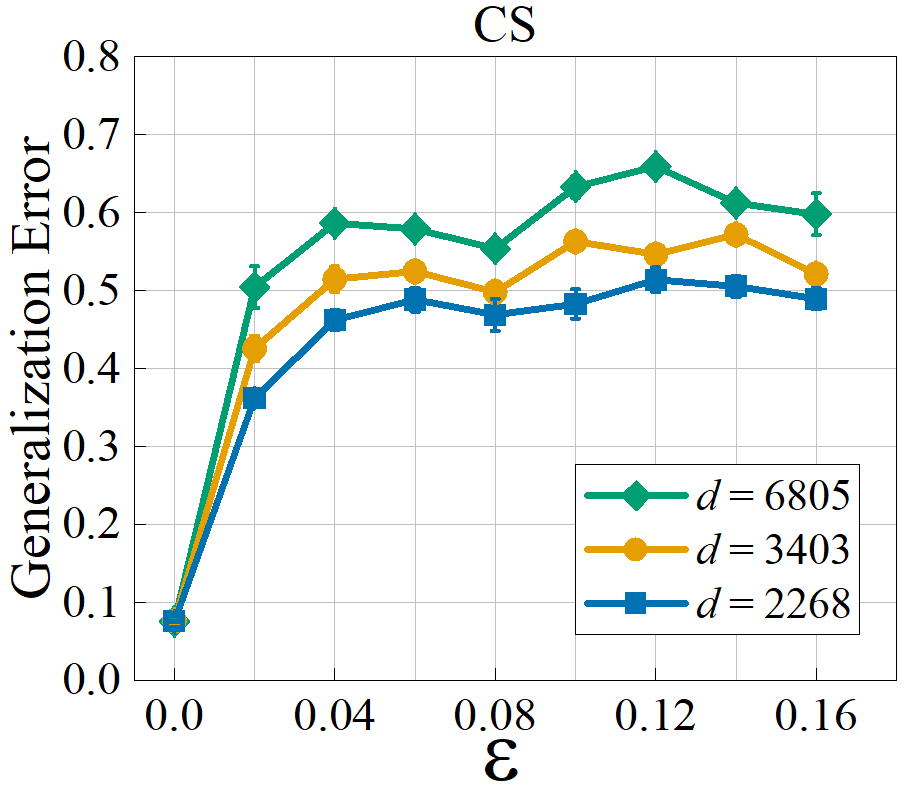 CS
Generalization Error
0.8
0.7
0.6
0.5
0.4
0.3
0.2
0.1
0.0
d = 6805
d = 3403
d = 2268
0.0 0.04 0.08 0.12 0.16
ε